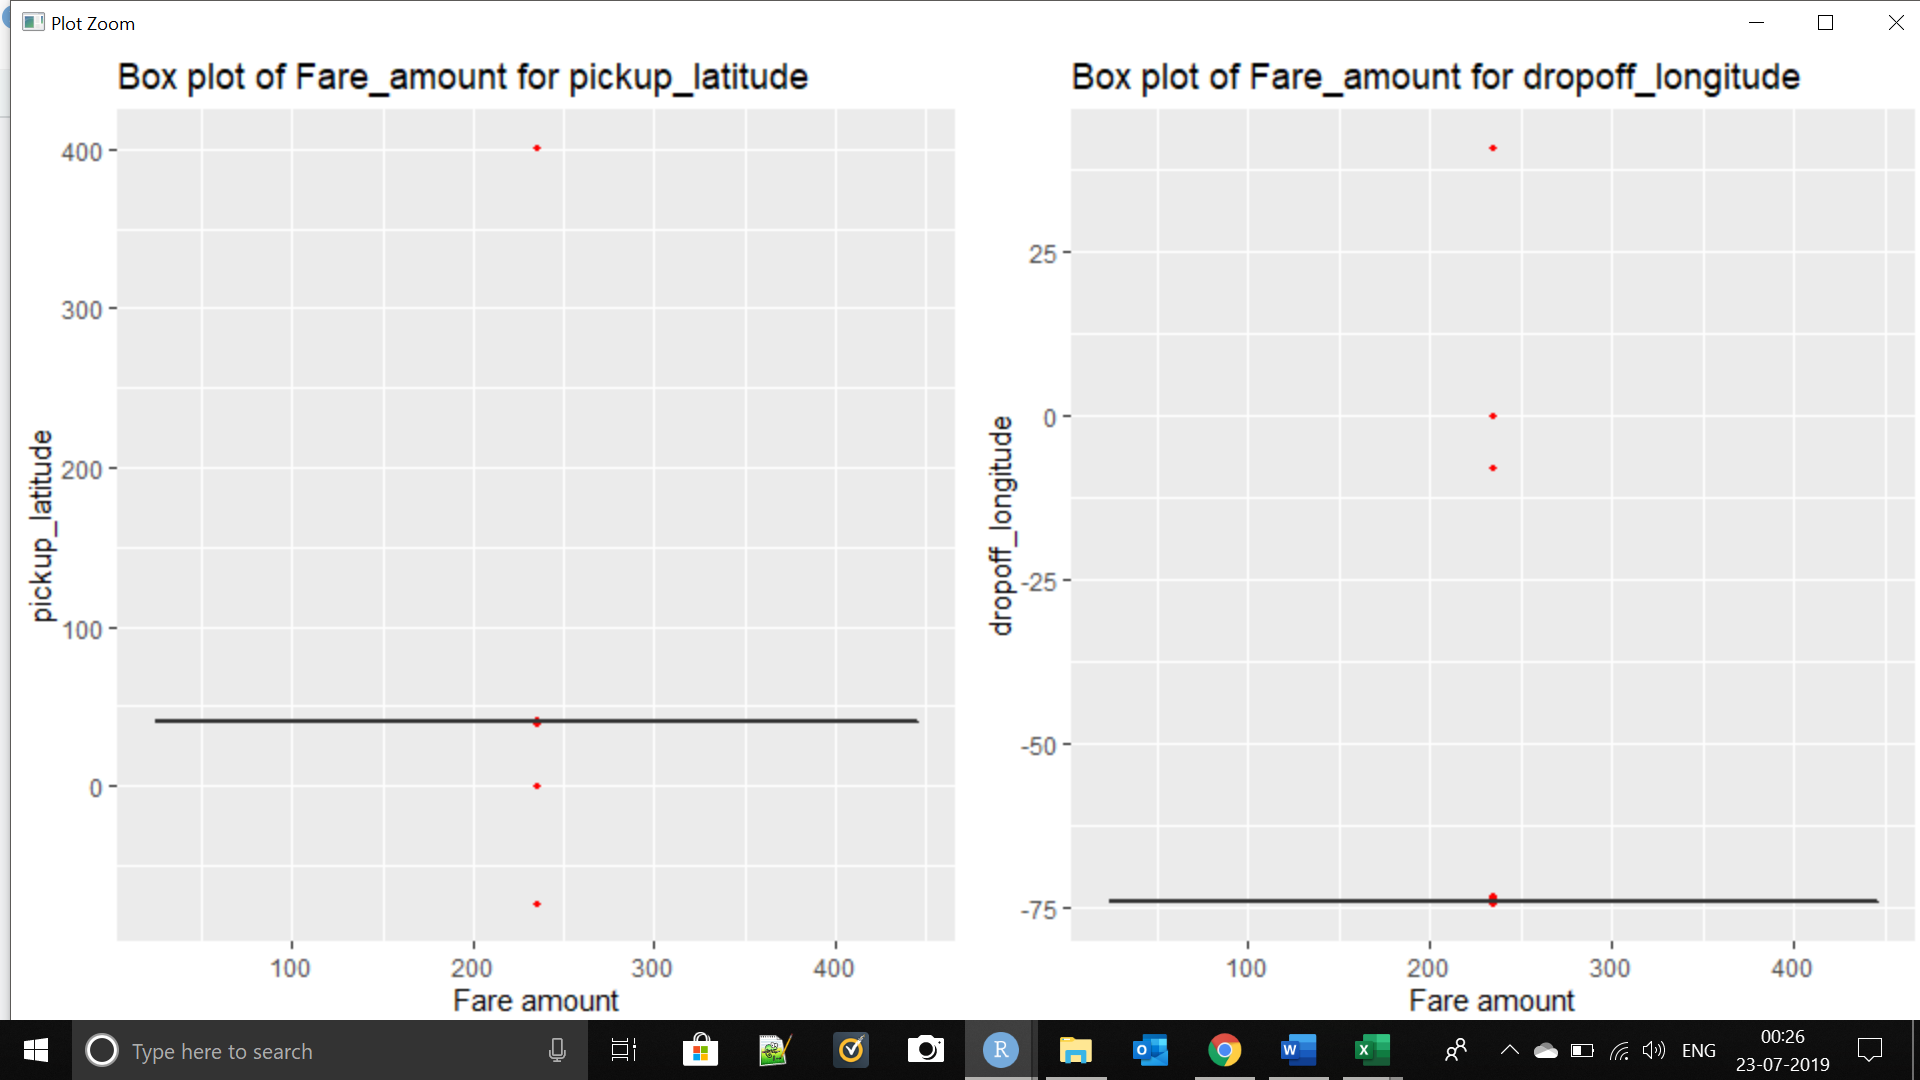 Plot Zoom
Box plot of Fare_amount for pickup_latitude
400
300
200
100
0
pickup_latitude
100 200 300 400
Fare amount
Box plot of Fare_amount for dropoff_longitude
25
0
-25
-50
-75
dropoff_longitude
100 200 300 400
Fare amount
Type here to search
R
O
W
X
ENG
00:26
23-07-2019